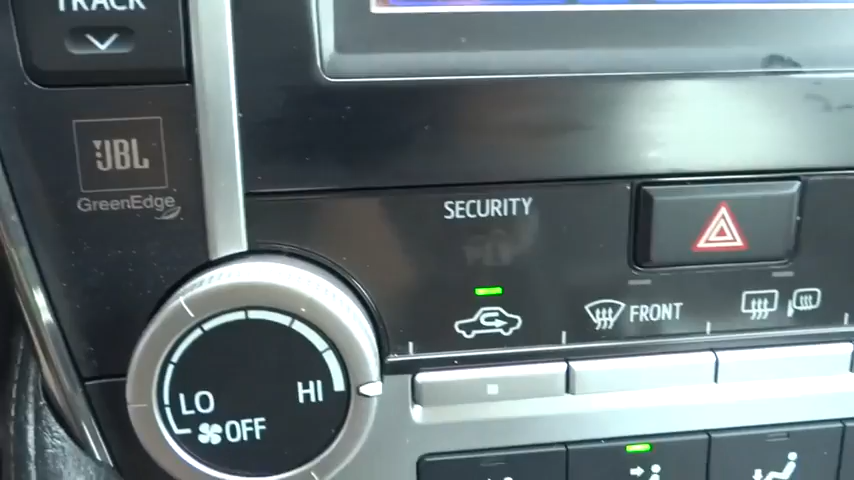 TRACK
JBL
GreenEdge
SECURITY
FRONT
LO
HI
OFF